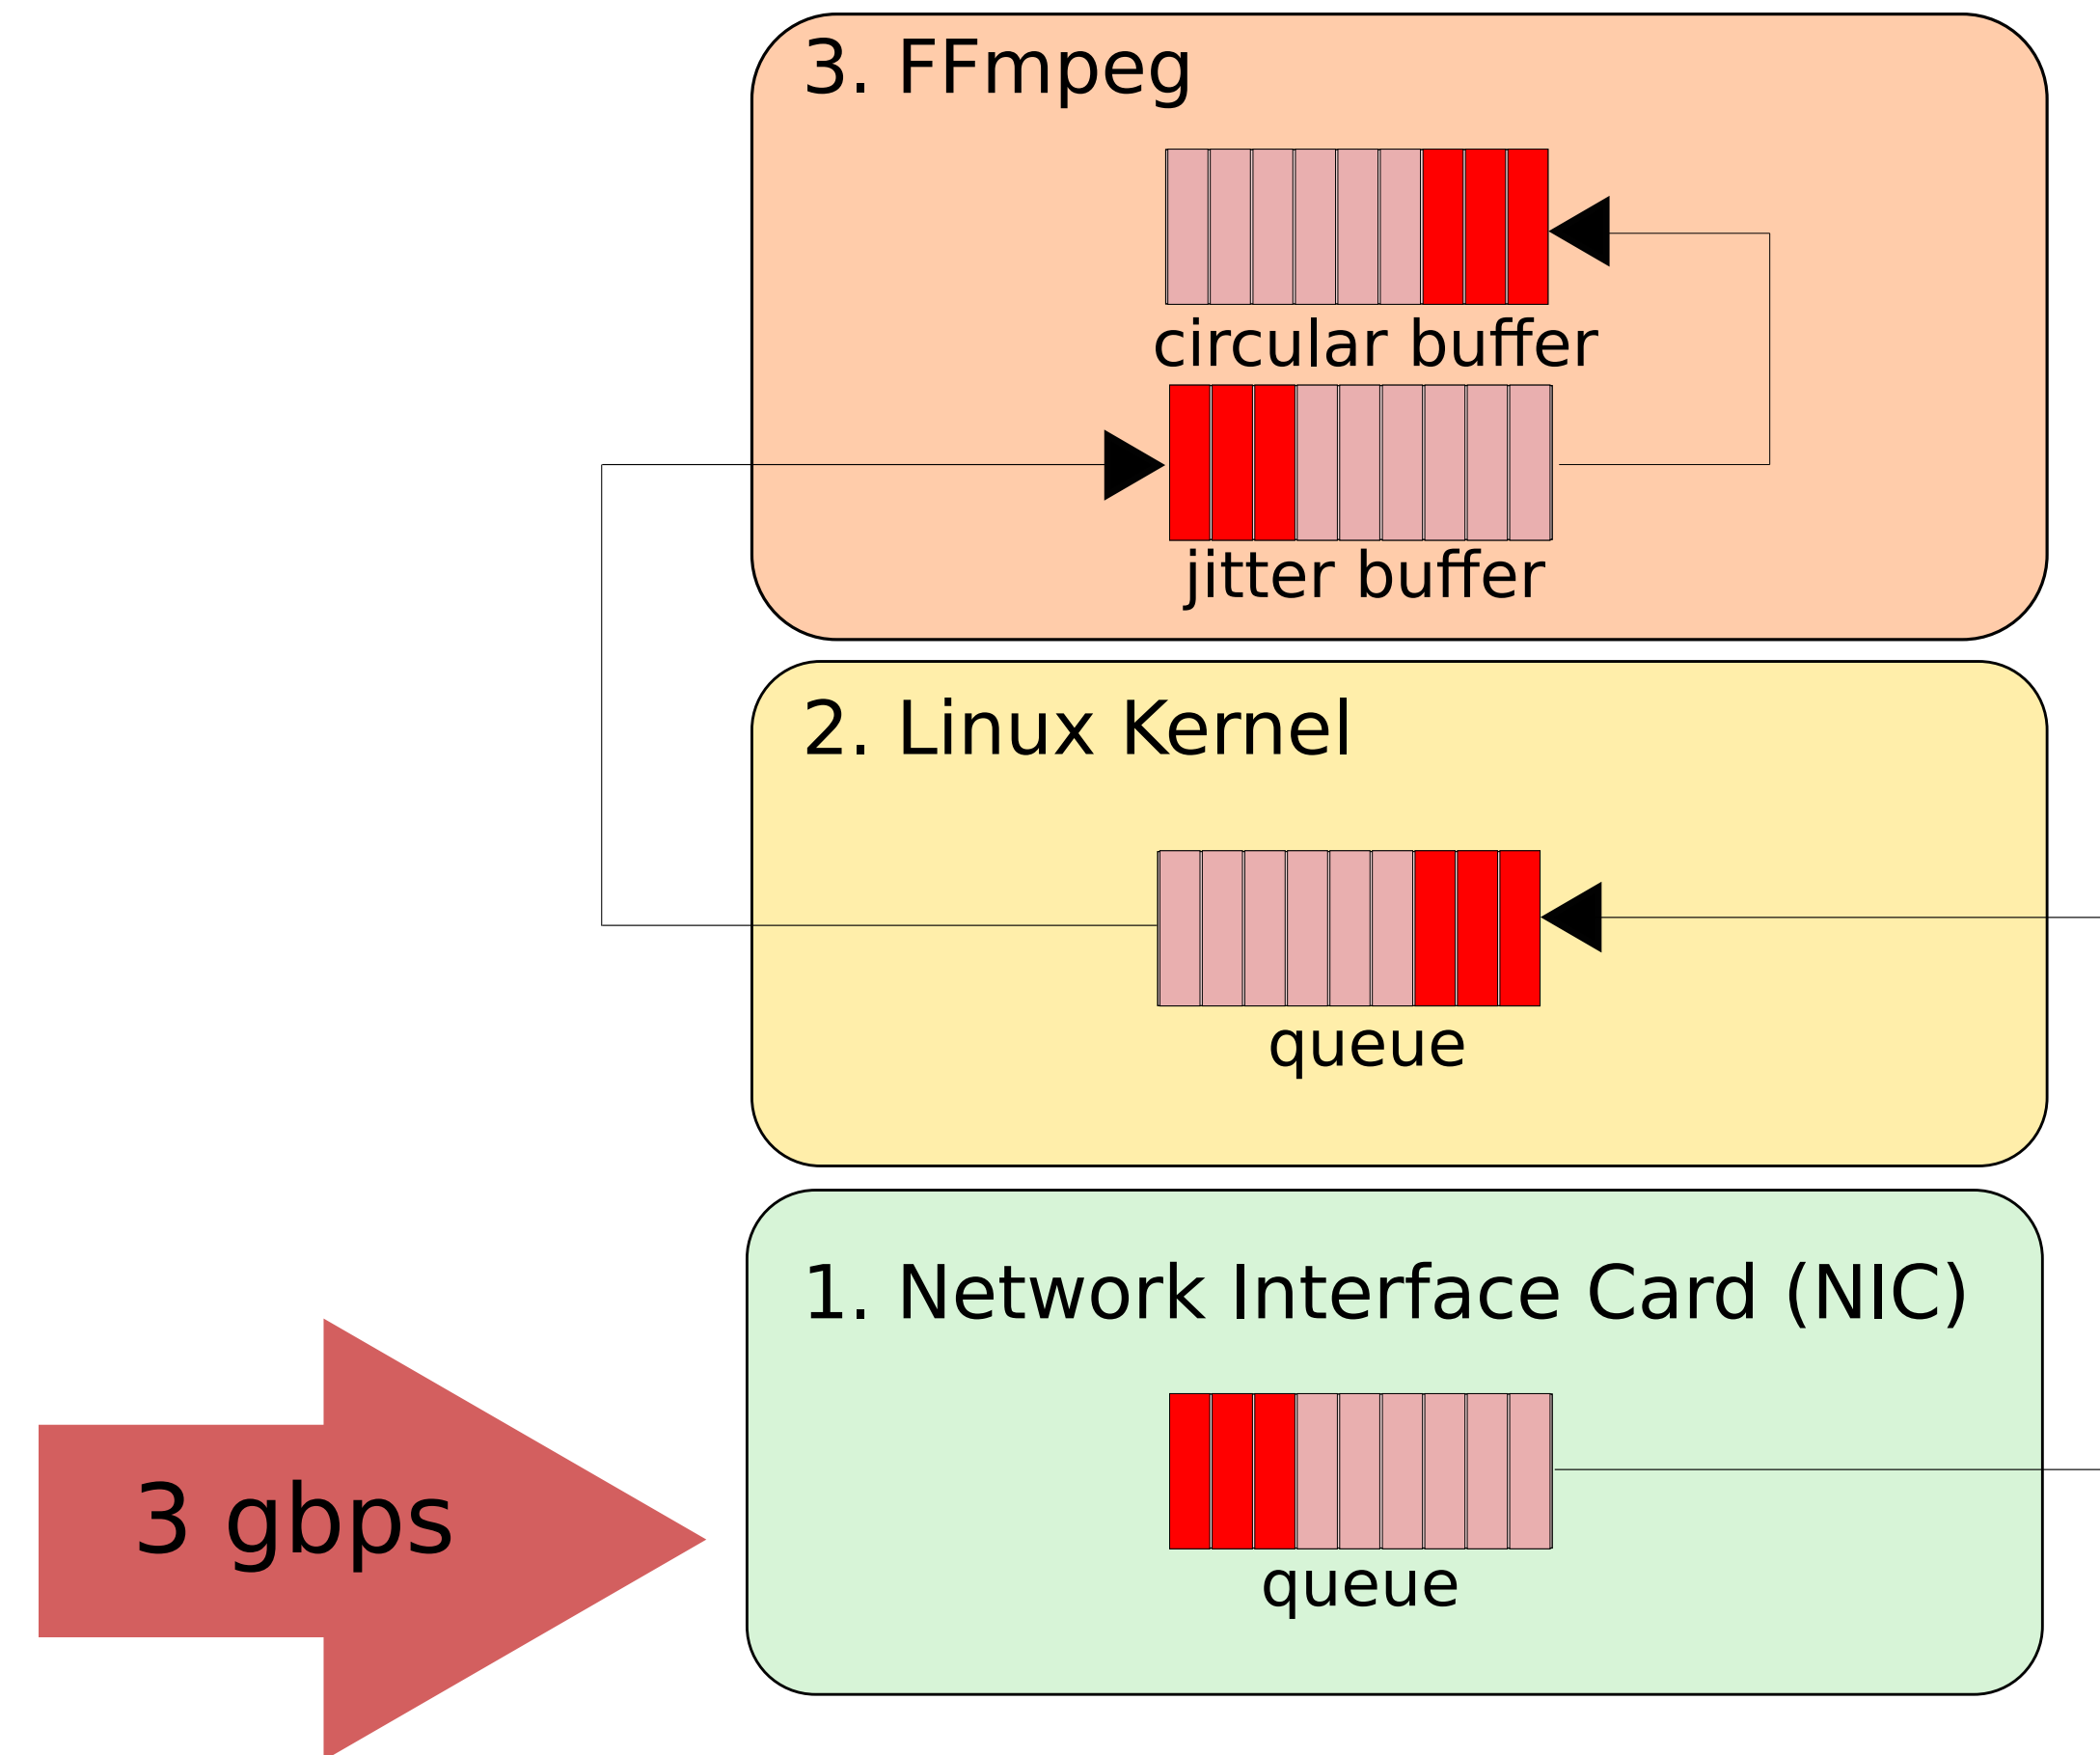 3. FFmpeg
circular buffer
jitter buffer
2. Linux Kernel
queue
1. Network Interface Card (NIC)
3 gbps
queue